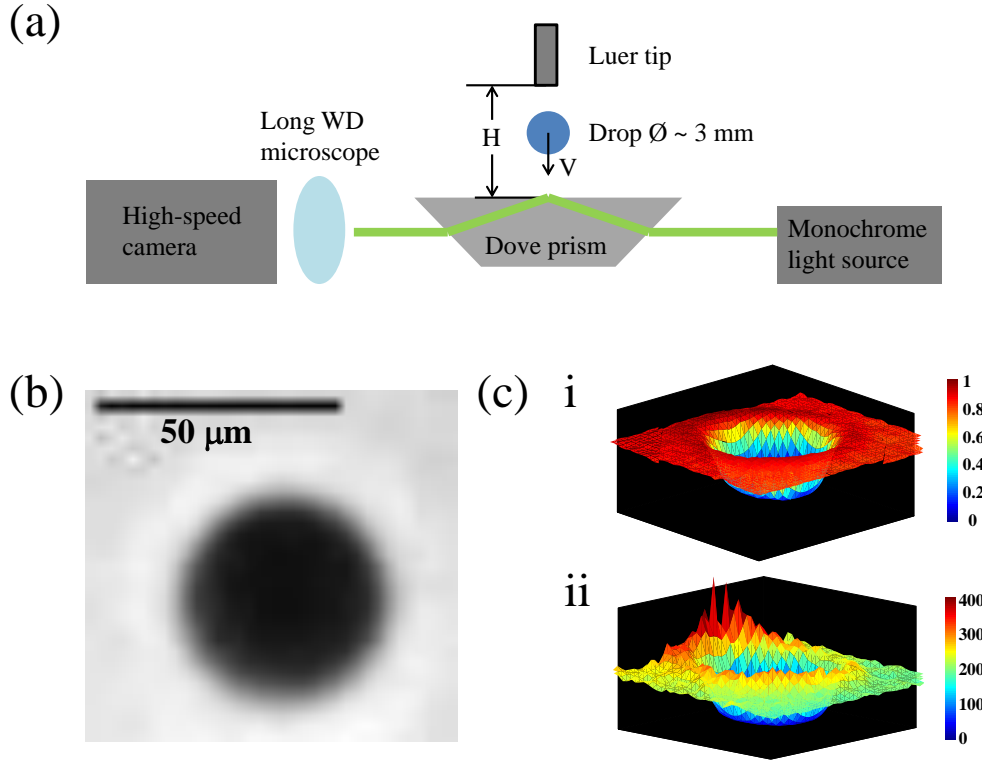 (a)
Luer tip
Long WD
microscope
H
Drop Ø ~ 3 mm
V
High-speed
camera
Dove prism
Monochrome
light source
(b)
50 μm
(c)
i
1
0.8
0.6
0.4
0.2
0
ii
400
300
200
100
0